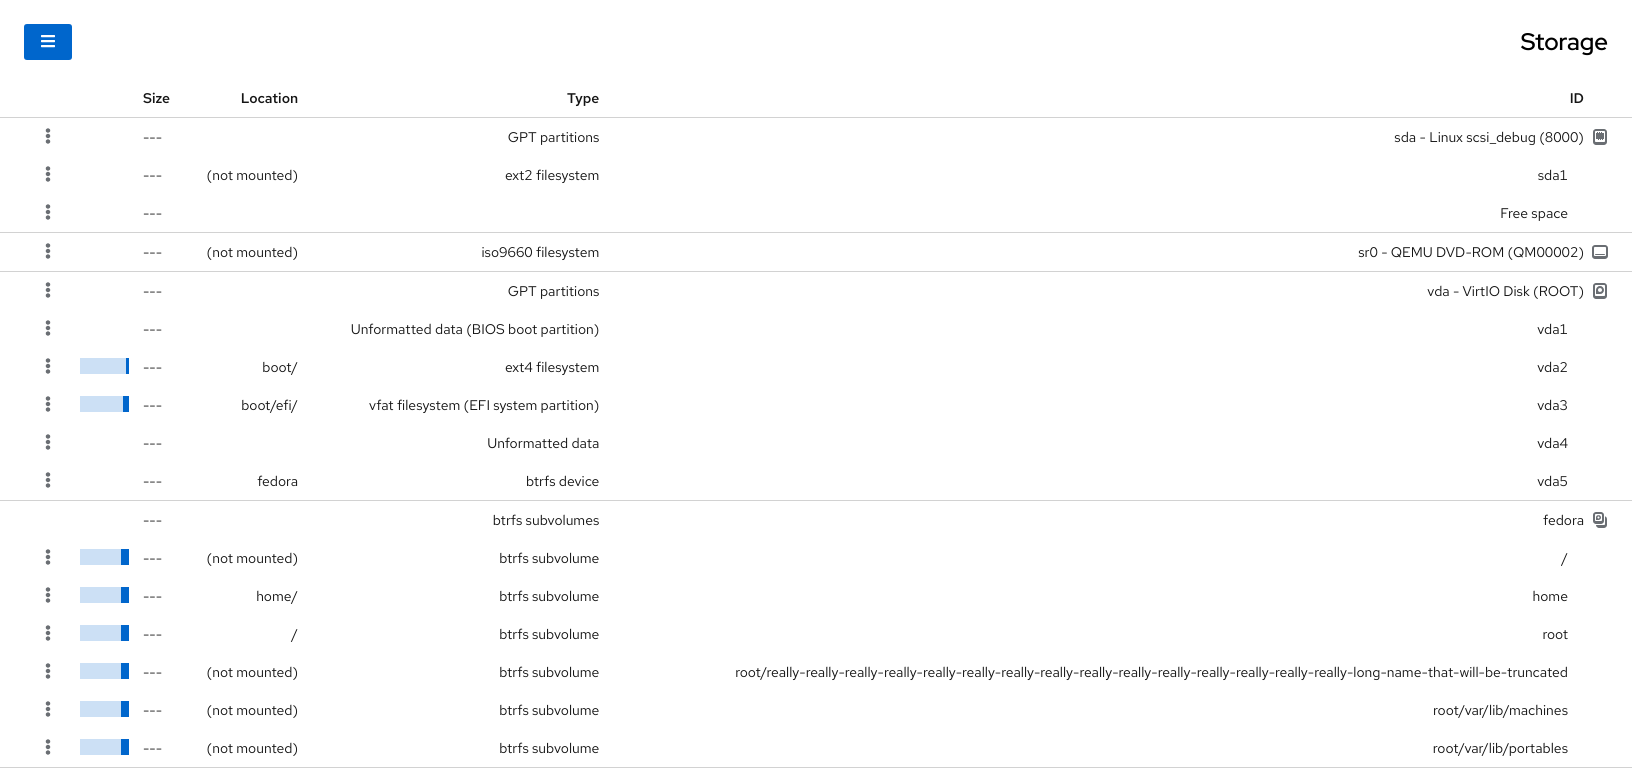 Storage
ID Type Location Size
sda - Linux scsi_debug (8000) GPT partitions ---
sda1 ext2 filesystem (not mounted) ---
Free space ---
sr0 - QEMU DVD-ROM (QM00002) iso9660 filesystem (not mounted) ---
vda - VirtIO Disk (ROOT) GPT partitions ---
vda1 Unformatted data (BIOS boot partition) ---
vda2 ext4 filesystem boot/ ---
vda3 vfat filesystem (EFI system partition) boot/efi/ ---
vda4 Unformatted data ---
vda5 btrfs device fedora ---
fedora btrfs subvolumes ---
/ btrfs subvolume (not mounted) ---
home btrfs subvolume home/ ---
root btrfs subvolume / ---
root/really-really-really-really-really-really-really-really-really-really-really-really-really-really-really-long-name-that-will-be-truncated btrfs subvolume (not mounted) ---
root/var/lib/machines btrfs subvolume (not mounted) ---
root/var/lib/portables btrfs subvolume (not mounted) ---